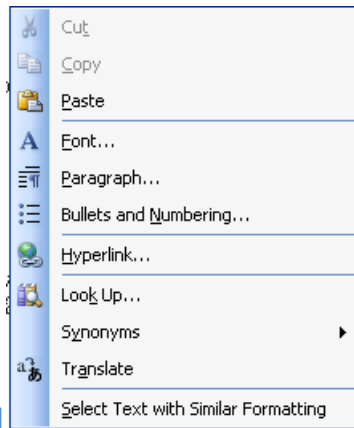 Cut
Copy
Paste
Font...
Paragraph...
Bullets and Numbering...
Hyperlink...
Look Up...
Synonyms
Translate
Select Text with Similar Formatting